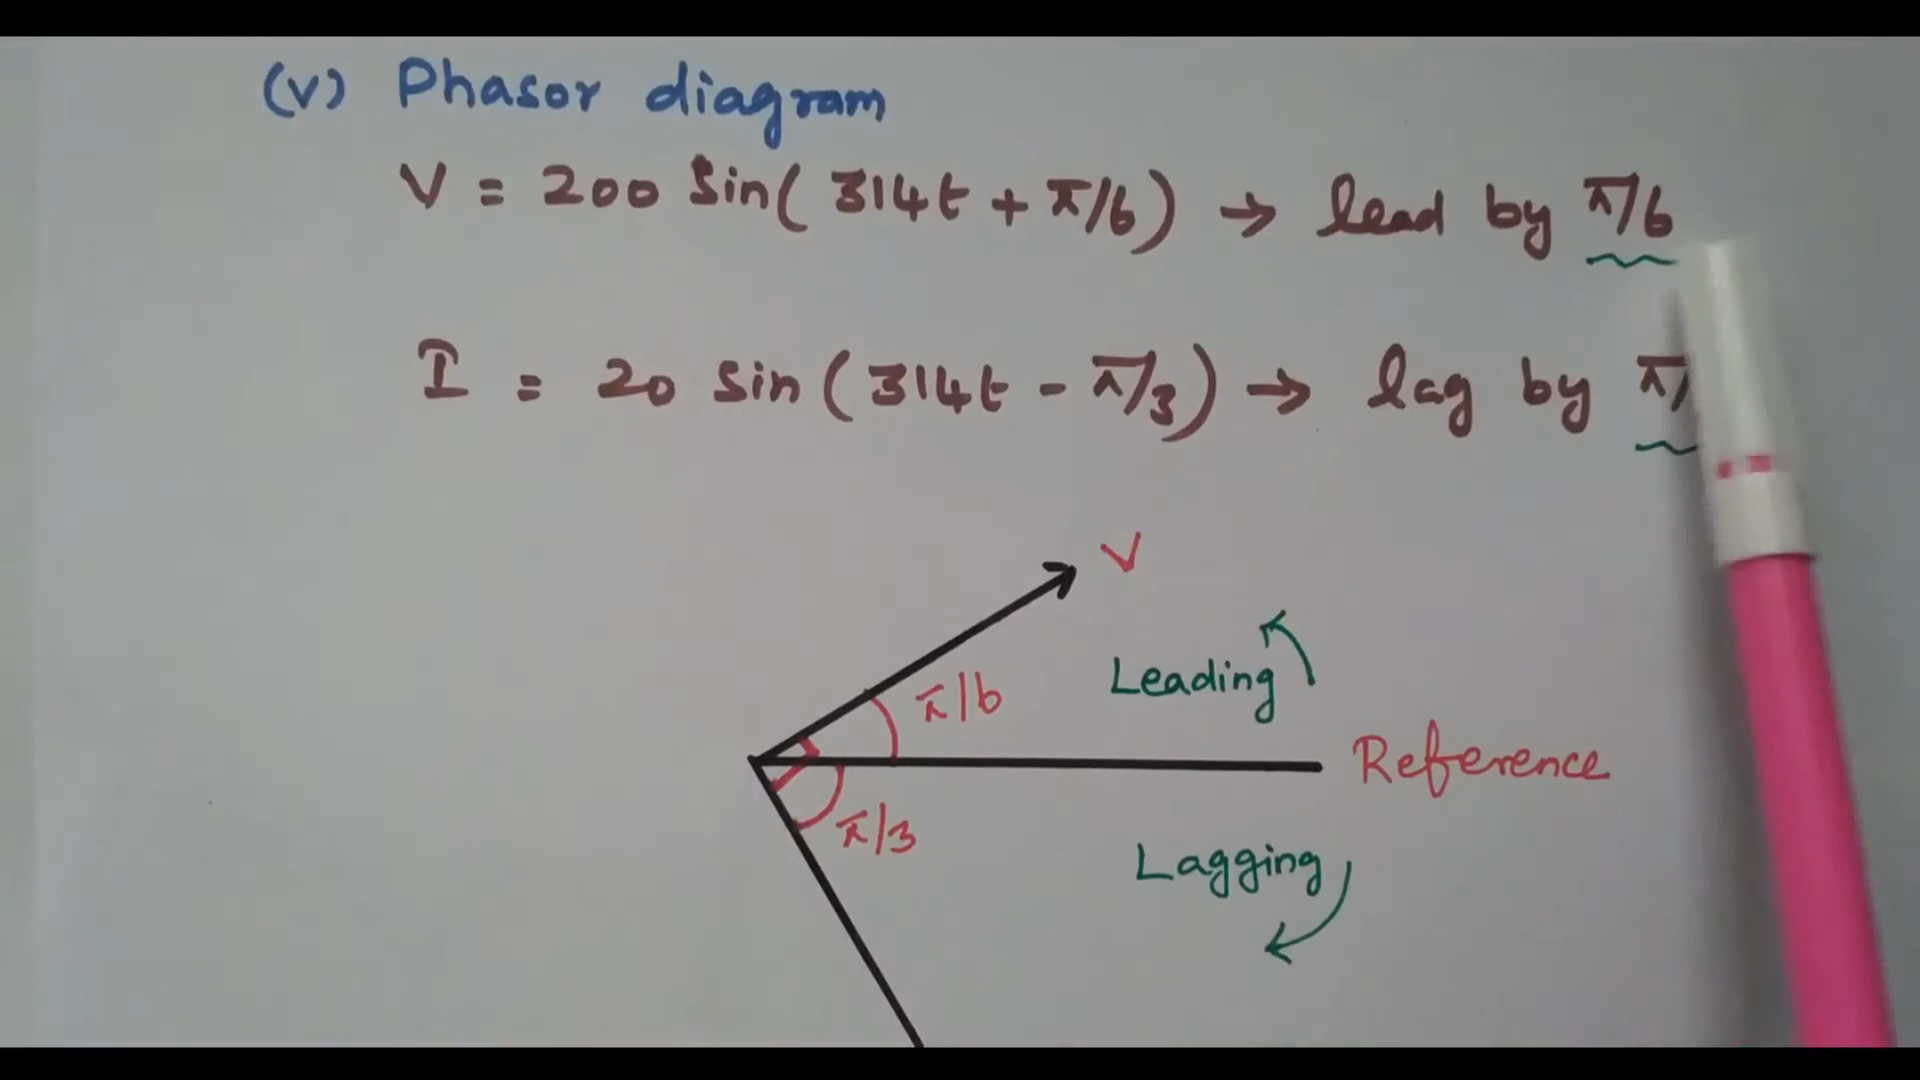 (v) Phasor diagram
V = 200 Sin( 314t + π/6) → lead by π/6
I = 20 sin( 314t - π/3) → lag by π/
V
Leading
π/6
Reference
π/3
Lagging